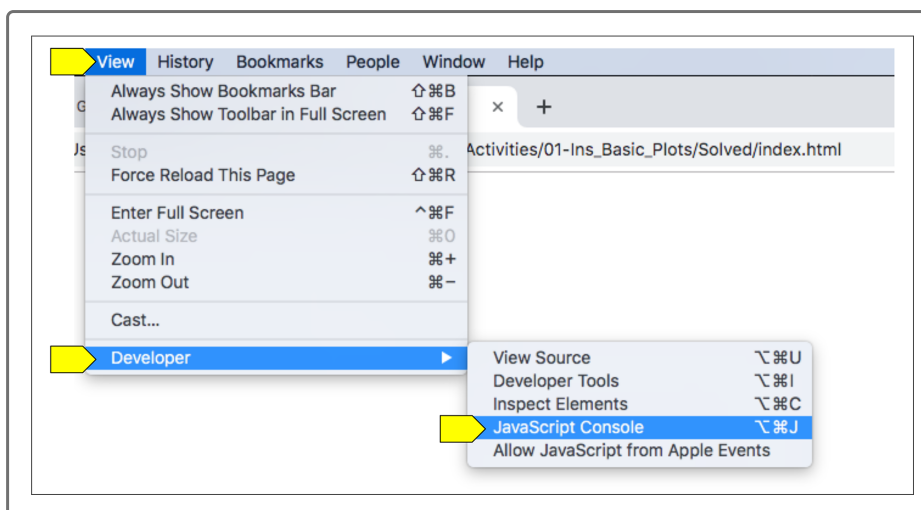 View History Bookmarks People Window Help
Always Show Bookmarks Bar ⇧⌘B
Always Show Toolbar in Full Screen ⇧⌘F
Activities/01-Ins_Basic_Plots/Solved/index.html
Stop ⌘.
Force Reload This Page ⇧⌘R
Enter Full Screen ^⌘F
Actual Size ⌘0
Zoom In ⌘+
Zoom Out ⌘−
Cast...
Developer
View Source ⌥⌘U
Developer Tools ⌥⌘I
Inspect Elements ⌥⌘C
JavaScript Console ⌥⌘J
Allow JavaScript from Apple Events